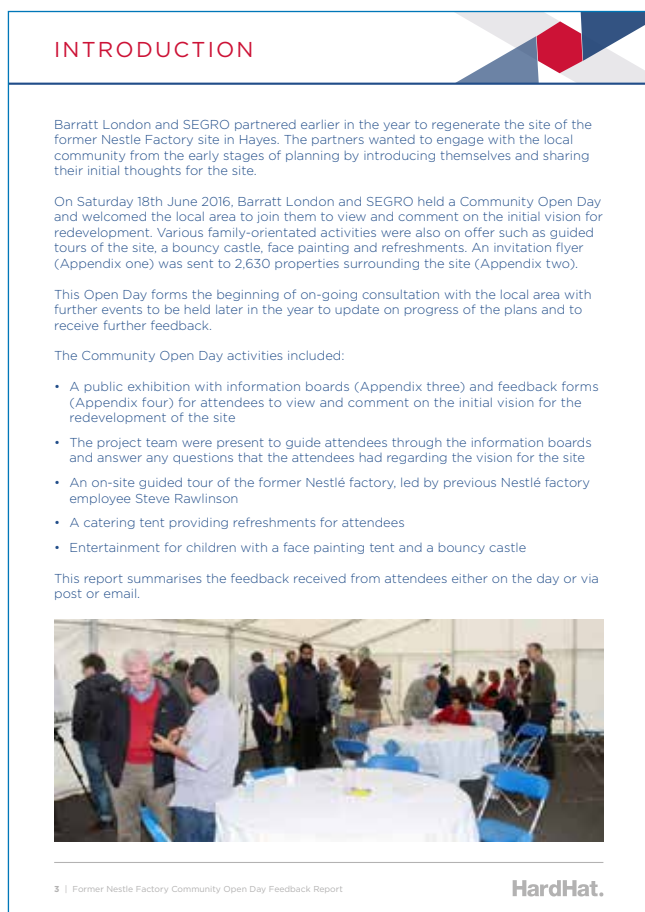 INTRODUCTION
Barratt London and SEGRO partnered earlier in the year to regenerate the site of the
former Nestle Factory site in Hayes. The partners wanted to engage with the local
community from the early stages of planning by introducing themselves and sharing
their initial thoughts for the site.
On Saturday 18th June 2016, Barratt London and SEGRO held a Community Open Day
and welcomed the local area to join them to view and comment on the initial vision for
redevelopment. Various family-orientated activities were also on offer such as guided
tours of the site, a bouncy castle, face painting and refreshments. An invitation flyer
(Appendix one) was sent to 2,630 properties surrounding the site (Appendix two).
This Open Day forms the beginning of on-going consultation with the local area with
further events to be held later in the year to update on progress of the plans and to
receive further feedback.
The Community Open Day activities included:
• A public exhibition with information boards (Appendix three) and feedback forms
(Appendix four) for attendees to view and comment on the initial vision for the
redevelopment of the site
• The project team were present to guide attendees through the information boards
and answer any questions that the attendees had regarding the vision for the site
• An on-site guided tour of the former Nestlé factory, led by previous Nestlé factory
employee Steve Rawlinson
• A catering tent providing refreshments for attendees
• Entertainment for children with a face painting tent and a bouncy castle
This report summarises the feedback received from attendees either on the day or via
post or email.
3 | Former Nestle Factory Community Open Day Feedback Report
HardHat.